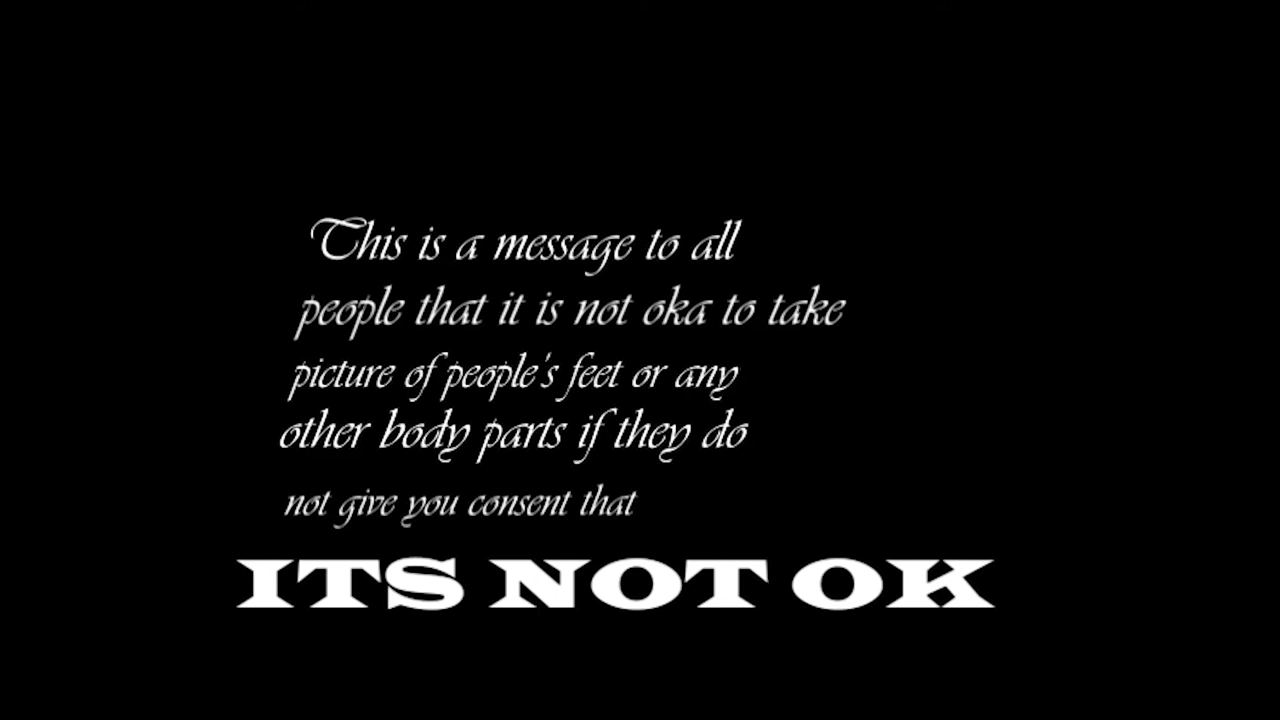 This is a message to all
people that it is not oka to take
picture of people's feet or any
other body parts if they do
not give you consent that
ITS NOT OK